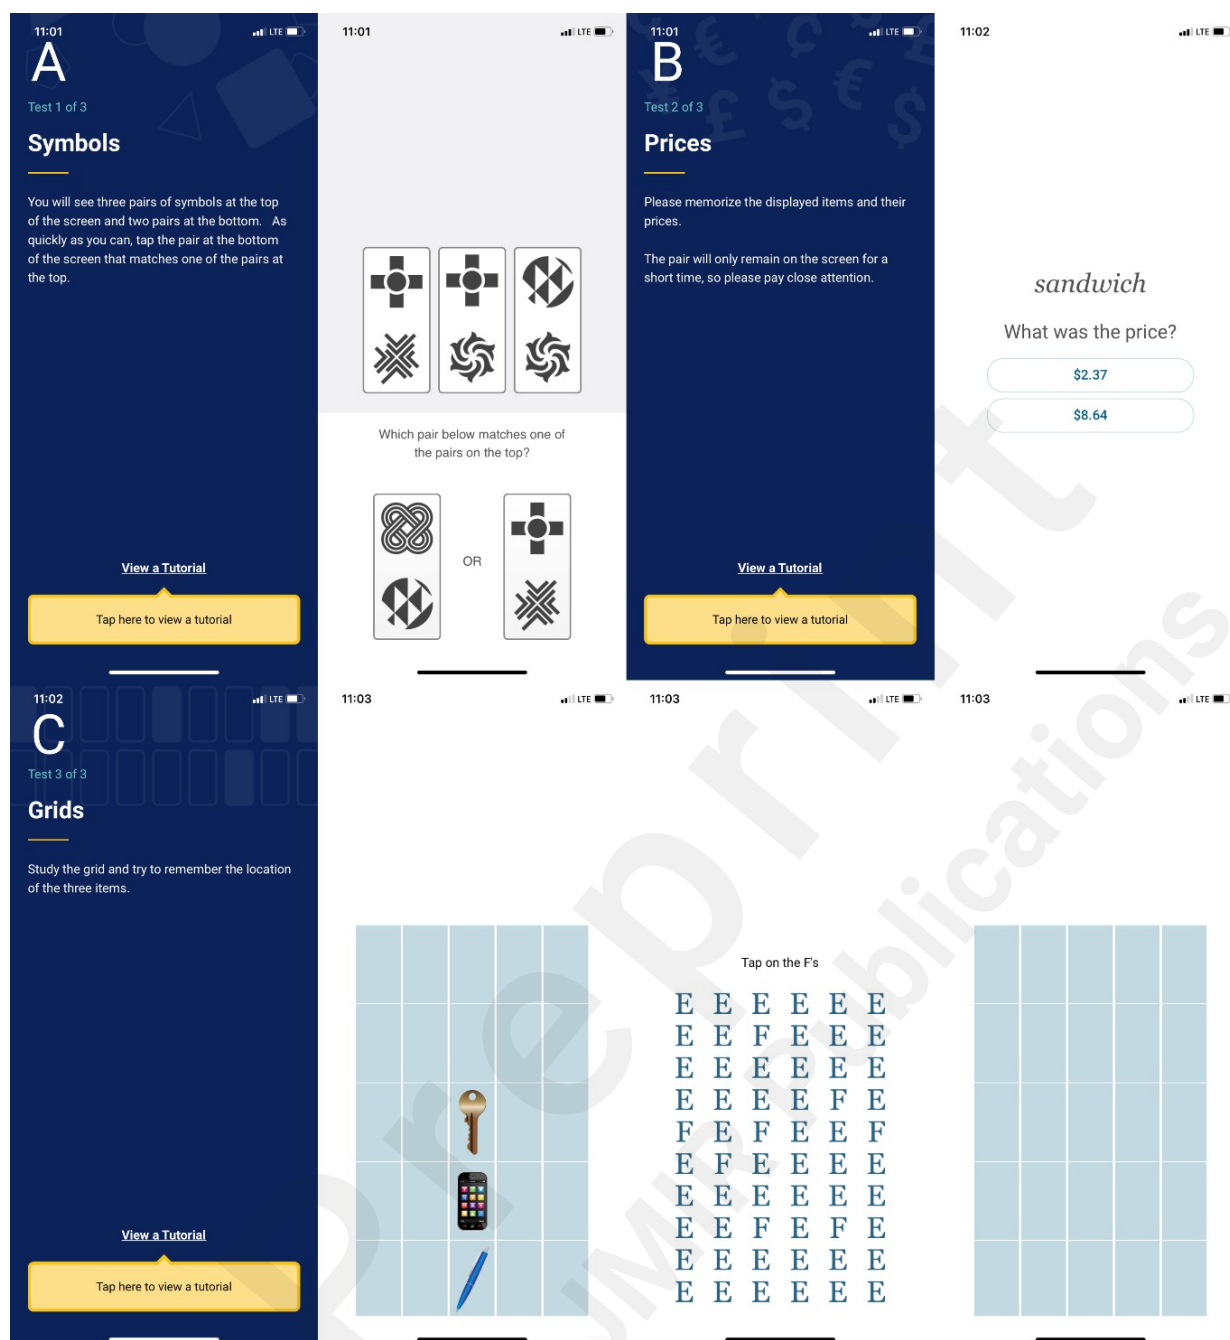 11:01
LTE
A
Test 1 of 3
Symbols
You will see three pairs of symbols at the top
of the screen and two pairs at the bottom. As
quickly as you can, tap the pair at the bottom
of the screen that matches one of the pairs at
the top.
View a Tutorial
Tap here to view a tutorial
11:01
LTE
Which pair below matches one of
the pairs on the top?
OR
11:01
LTE
B
Test 2 of 3
Prices
Please memorize the displayed items and their
prices.
The pair will only remain on the screen for a
short time, so please pay close attention.
View a Tutorial
Tap here to view a tutorial
11:02
LTE
sandwich
What was the price?
$2.37
$8.64
11:02
LTE
C
Test 3 of 3
Grids
Study the grid and try to remember the location
of the three items.
View a Tutorial
Tap here to view a tutorial
11:03
LTE
11:03
LTE
Tap on the F's
E E E E E E
E E F E E E
E E E E E E
E E E E F E
F E F E E F
E F E E E E
E E E E E E
E E F E F E
E E E E E E
E E E E E E
11:03
LTE
Preprint
JMIR Publications